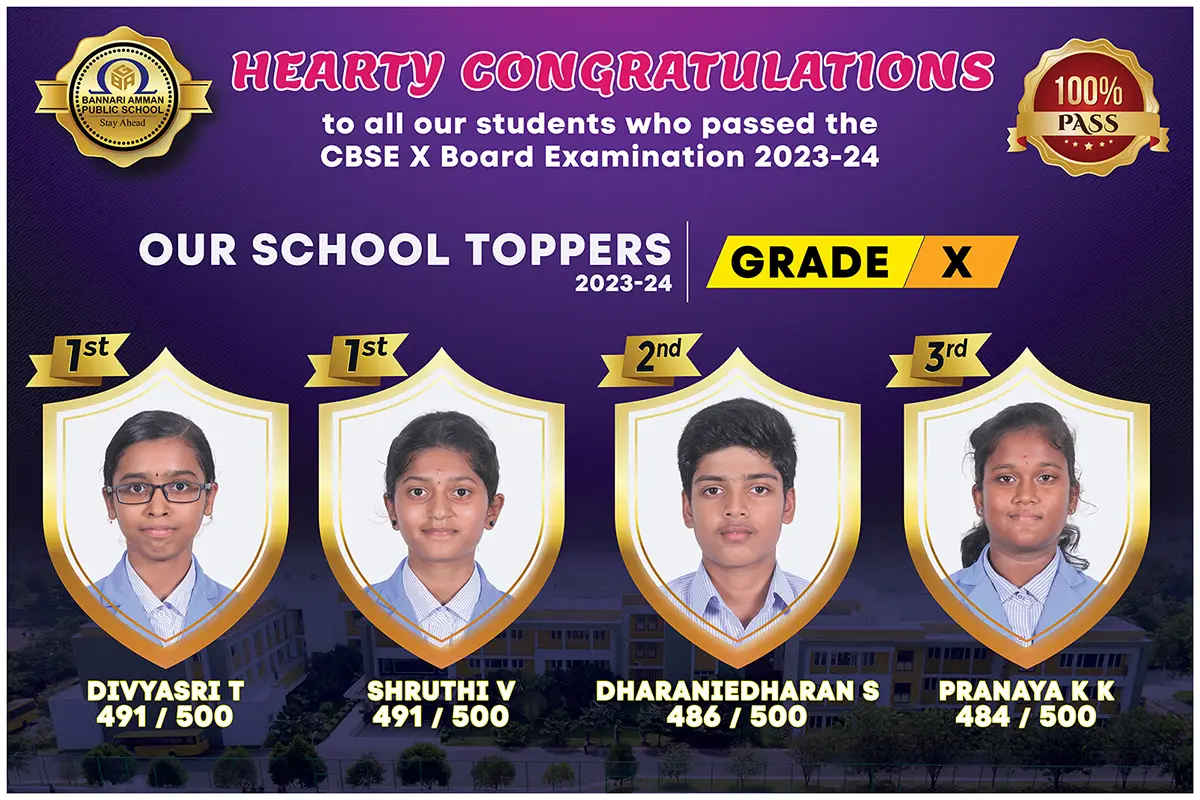 BANNARI AMMAN
PUBLIC SCHOOL
Stay Ahead
HEARTY CONGRATULATIONS
to all our students who passed the
CBSE X Board Examination 2023-24
100%
PASS
OUR SCHOOL TOPPERS
2023-24
GRADE X
1st
1st
2nd
3rd
DIVYASRI T
491 / 500
SHRUTHI V
491 / 500
DHARANIEDHARAN S
486 / 500
PRANAYA K K
484 / 500